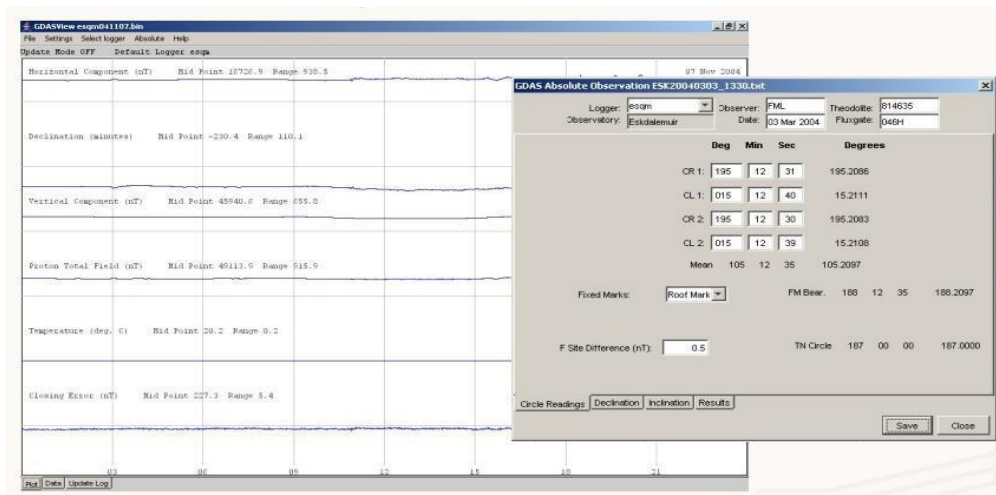 GDASView esqm041107.bin
File Settings Select logger Absolute Help
Update Mode OFF Default Logger esqm
Horizontal Component (nT) Mid Point 16726.9 Range 930.5
07 Nov 2004
Declination (minutes) Mid Point -230.4 Range 110.1
Vertical Component (nT) Mid Point 45940.6 Range 655.0
Proton Total Field (nT) Mid Point 49113.9 Range 915.9
Temperature (deg. C) Mid Point 20.2 Range 0.2
Closing Error (nT) Mid Point 227.3 Range 5.4
03 06 09 12 15 18 21
Plot Data Update Log
GDAS Absolute Observation ESK20040303_1330.txt
Logger: esqm Observer: FML Theodolite: 814635
Observatory: Eskdalemuir Date: 03 Mar 2004 Fluxgate: 046H
Deg Min Sec Degrees
CR 1: 195 12 31 195.2086
CL 1: 015 12 40 15.2111
CR 2: 195 12 30 195.2083
CL 2: 015 12 39 15.2108
Mean 105 12 35 105.2097
Fixed Marks: Roof Mark FM Bear. 188 12 35 188.2097
F Site Difference (nT): 0.5 TN Circle 187 00 00 187.0000
Circle Readings Declination Inclination Results
Save Close